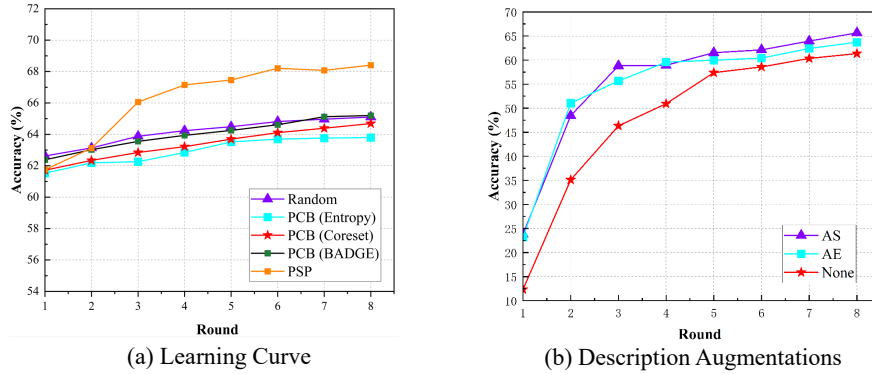 72
70
68
66
64
62
60
58
56
54
Accuracy (%)
Random
PCB (Entropy)
PCB (Coreset)
PCB (BADGE)
PSP
1 2 3 4 5 6 7 8
Round
(a) Learning Curve
70
65
60
55
50
45
40
35
30
25
20
15
10
Accuracy (%)
AS
AE
None
1 2 3 4 5 6 7 8
Round
(b) Description Augmentations